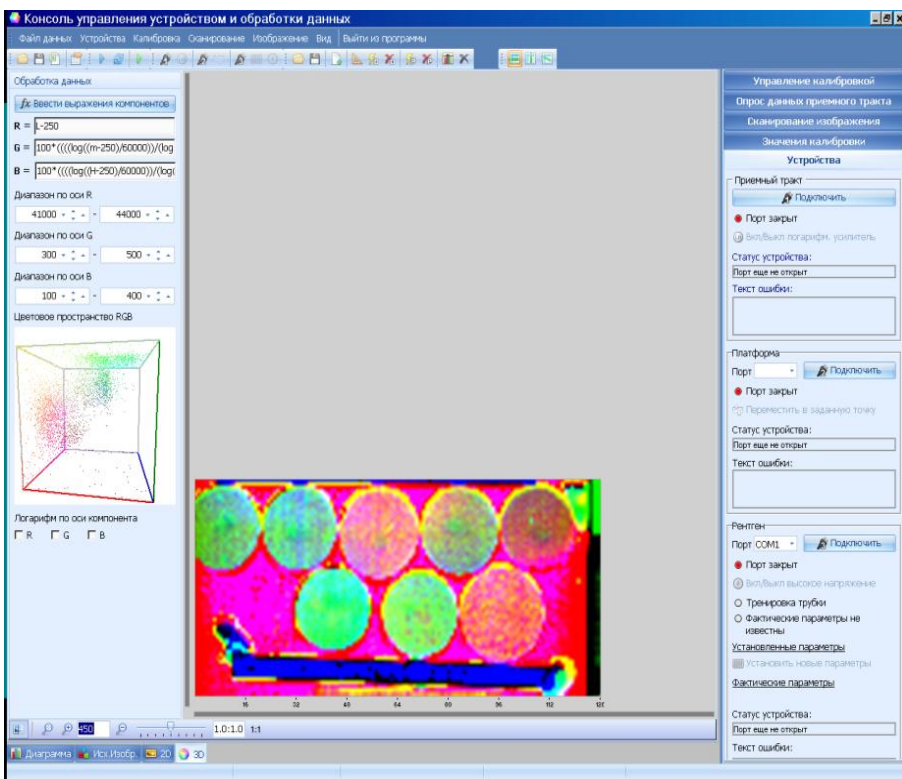 Консоль управления устройством и обработки данных
Файл данных Устройства Калибровка Сканирование Изображение Вид Выйти из программы
Обработка данных
fx Ввести выражения компонентов
R = L-250
G = 100*((((log((m-250)/60000))/(log
B = 100*((((log((H-250)/60000))/(log(
Диапазон по оси R
41000 - 44000
Диапазон по оси G
300 - 500
Диапазон по оси B
100 - 400
Цветовое пространство RGB
Логарифм по оси компонента
R G B
16 32 48 64 80 96 112
450 1.0:1.0 1:1
Диаграмма Исх.Изобр. 2D 3D
Управление калибровкой
Опрос данных приемного тракта
Сканирование изображения
Значения калибровки
Устройства
Приемный тракт
Подключить
Порт закрыт
Вкл/Выкл логарифм. усилитель
Статус устройства:
Порт еще не открыт
Текст ошибки:
Платформа
Порт Подключить
Порт закрыт
Переместить в заданную точку
Статус устройства:
Порт еще не открыт
Текст ошибки:
Рентген
Порт COM1 Подключить
Порт закрыт
Вкл/Выкл высокое напряжение
Тренировка трубки
Фактические параметры не
известны
Установленные параметры
Установить новые параметры
Фактические параметры
Статус устройства:
Порт еще не открыт
Текст ошибки: